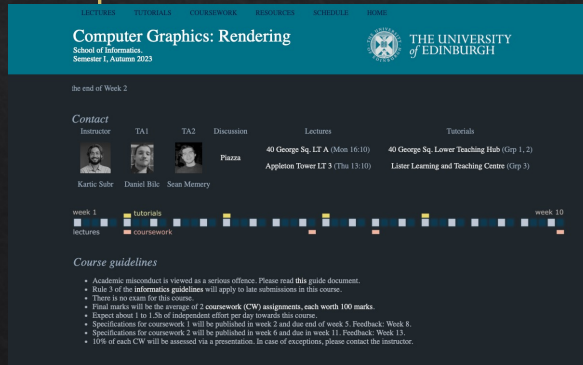 LECTURES TUTORIALS COURSEWORK RESOURCES SCHEDULE HOME
Computer Graphics: Rendering
School of Informatics.
Semester I, Autumn 2023
THE UNIVERSITY
of EDINBURGH
the end of Week 2
Contact
Instructor TA1 TA2 Discussion Lectures Tutorials
Piazza
40 George Sq. LT A (Mon 16:10)
Appleton Tower LT 3 (Thu 13:10)
40 George Sq. Lower Teaching Hub (Grp 1, 2)
Lister Learning and Teaching Centre (Grp 3)
Kartic Subr Daniel Bilc Sean Memery
week 1 tutorials week 10
lectures coursework
Course guidelines
• Academic misconduct is viewed as a serious offence. Please read this guide document.
• Rule 3 of the informatics guidelines will apply to late submissions in this course.
• There is no exam for this course.
• Final marks will be the average of 2 coursework (CW) assignments, each worth 100 marks.
• Expect about 1 to 1.5h of independent effort per day towards this course.
• Specifications for coursework 1 will be published in week 2 and due end of week 5. Feedback: Week 8.
• Specifications for coursework 2 will be published in week 6 and due in week 11. Feedback: Week 13.
• 10% of each CW will be assessed via a presentation. In case of exceptions, please contact the instructor.